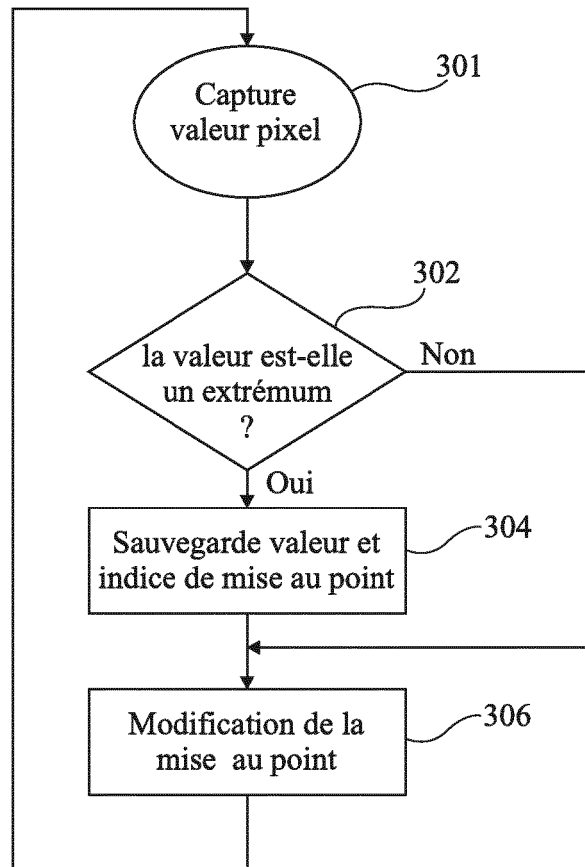 301
Capture
valeur pixel
302
la valeur est-elle
un extrémum
?
Non
Oui
Sauvegarde valeur et
indice de mise au point
304
Modification de la
mise au point
306